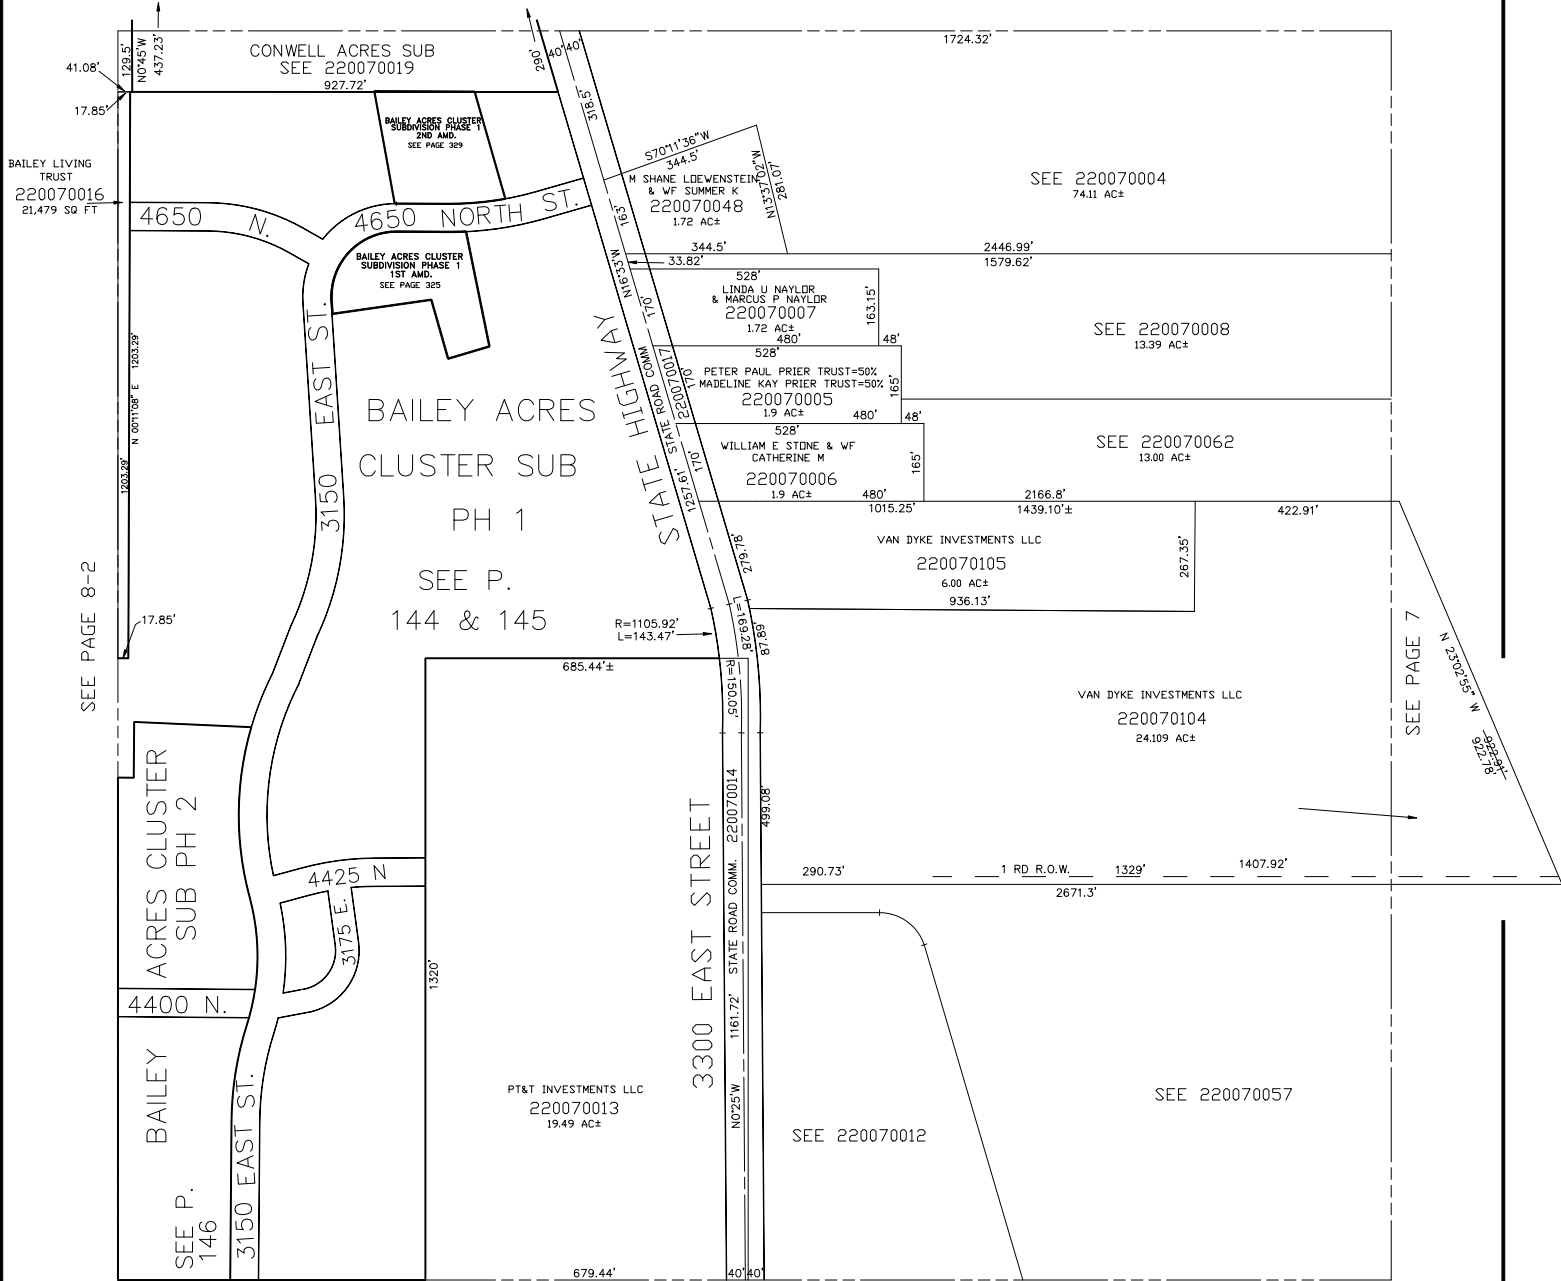 129.5'
N0°45'W
437.23'
CONWELL ACRES SUB
SEE 220070019
927.72'
290'
40'40'
1724.32'
41.08'
17.85'
BAILEY LIVING
TRUST
220070016
21,479 SQ FT
BAILEY ACRES CLUSTER
SUBDIVISION PHASE 1
2ND AMD.
SEE PAGE 329
318.5'
S70°11'36"W
344.5'
N13°37'02"W
281.07'
M SHANE LOEWENSTEIN
& WF SUMMER K
220070048
1.72 AC±
SEE 220070004
74.11 AC±
4650 N.
4650 NORTH ST.
163'
344.5'
33.82'
2446.99'
1579.62'
BAILEY ACRES CLUSTER
SUBDIVISION PHASE 1
1ST AMD.
SEE PAGE 325
N16°33'W
528'
LINDA U NAYLOR
& MARCUS P NAYLOR
220070007
1.72 AC±
480'
163.15'
48'
170'
SEE 220070008
13.39 AC±
N 00°11'08" E 1203.29'
1203.29'
3150 EAST ST.
STATE HIGHWAY
STATE ROAD COMM
220070017
1257.61'
528'
PETER PAUL PRIER TRUST=50%
MADELINE KAY PRIER TRUST=50%
220070005
1.9 AC±
480'
165'
48'
170'
BAILEY ACRES
CLUSTER SUB
PH 1
SEE P.
144 & 145
528'
WILLIAM E STONE & WF
CATHERINE M
220070006
1.9 AC±
480'
165'
170'
SEE 220070062
13.00 AC±
1015.25'
2166.8'
1439.10'±
422.91'
VAN DYKE INVESTMENTS LLC
220070105
6.00 AC±
936.13'
267.35'
279.78'
SEE PAGE 8-2
17.85'
R=1105.92'
L=143.47'
L=169.28'
87.89'
R=150.05'
685.44'±
SEE PAGE 7
N 23°02'55" W
922.91'
922.78'
VAN DYKE INVESTMENTS LLC
220070104
24.109 AC±
BAILEY ACRES CLUSTER
SUB PH 2
SEE P.
146
3300 EAST STREET
STATE ROAD COMM. 220070014
499.08'
290.73'
1 RD R.O.W.
1329'
1407.92'
2671.3'
4425 N
3175 E.
4400 N.
1320'
1161.72'
N0°25'W
PT&T INVESTMENTS LLC
220070013
19.49 AC±
SEE 220070012
SEE 220070057
3150 EAST ST.
679.44'
40'40'